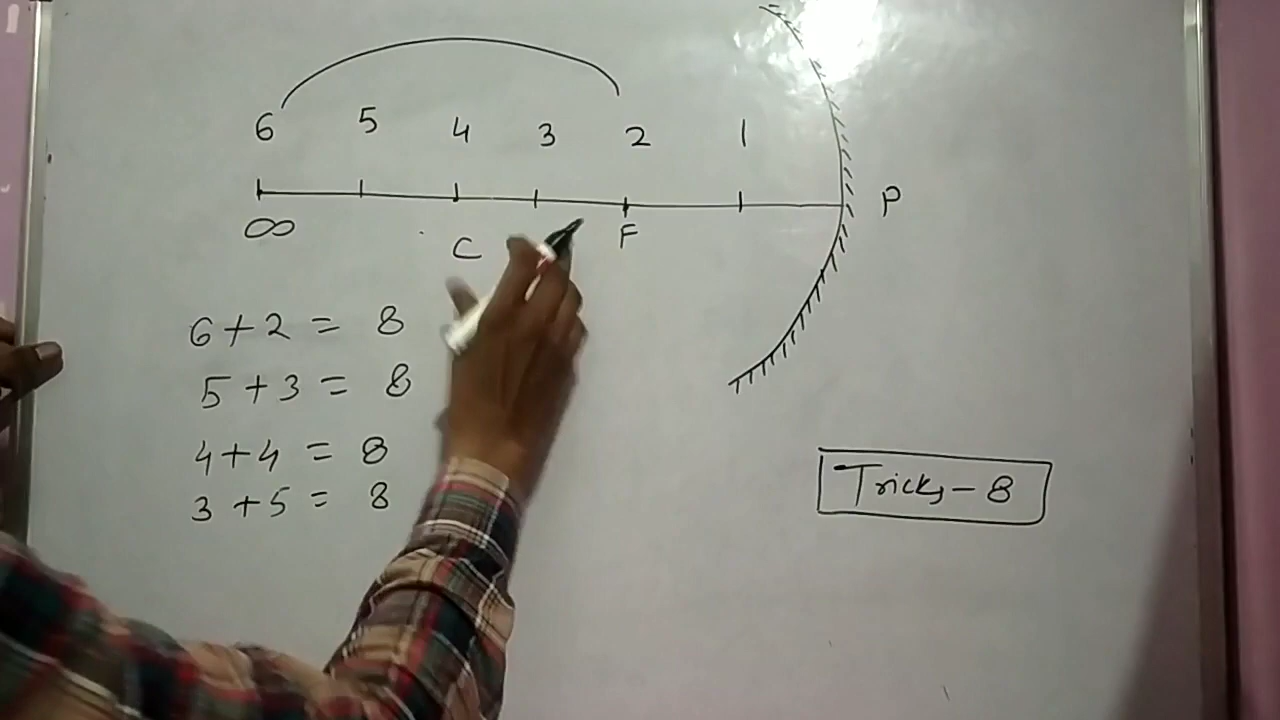 6 5 4 3 2 1
P
∞ C F
6+2 = 8
5+3 = 8
4+4 = 8
3+5 = 8
Tricks-8